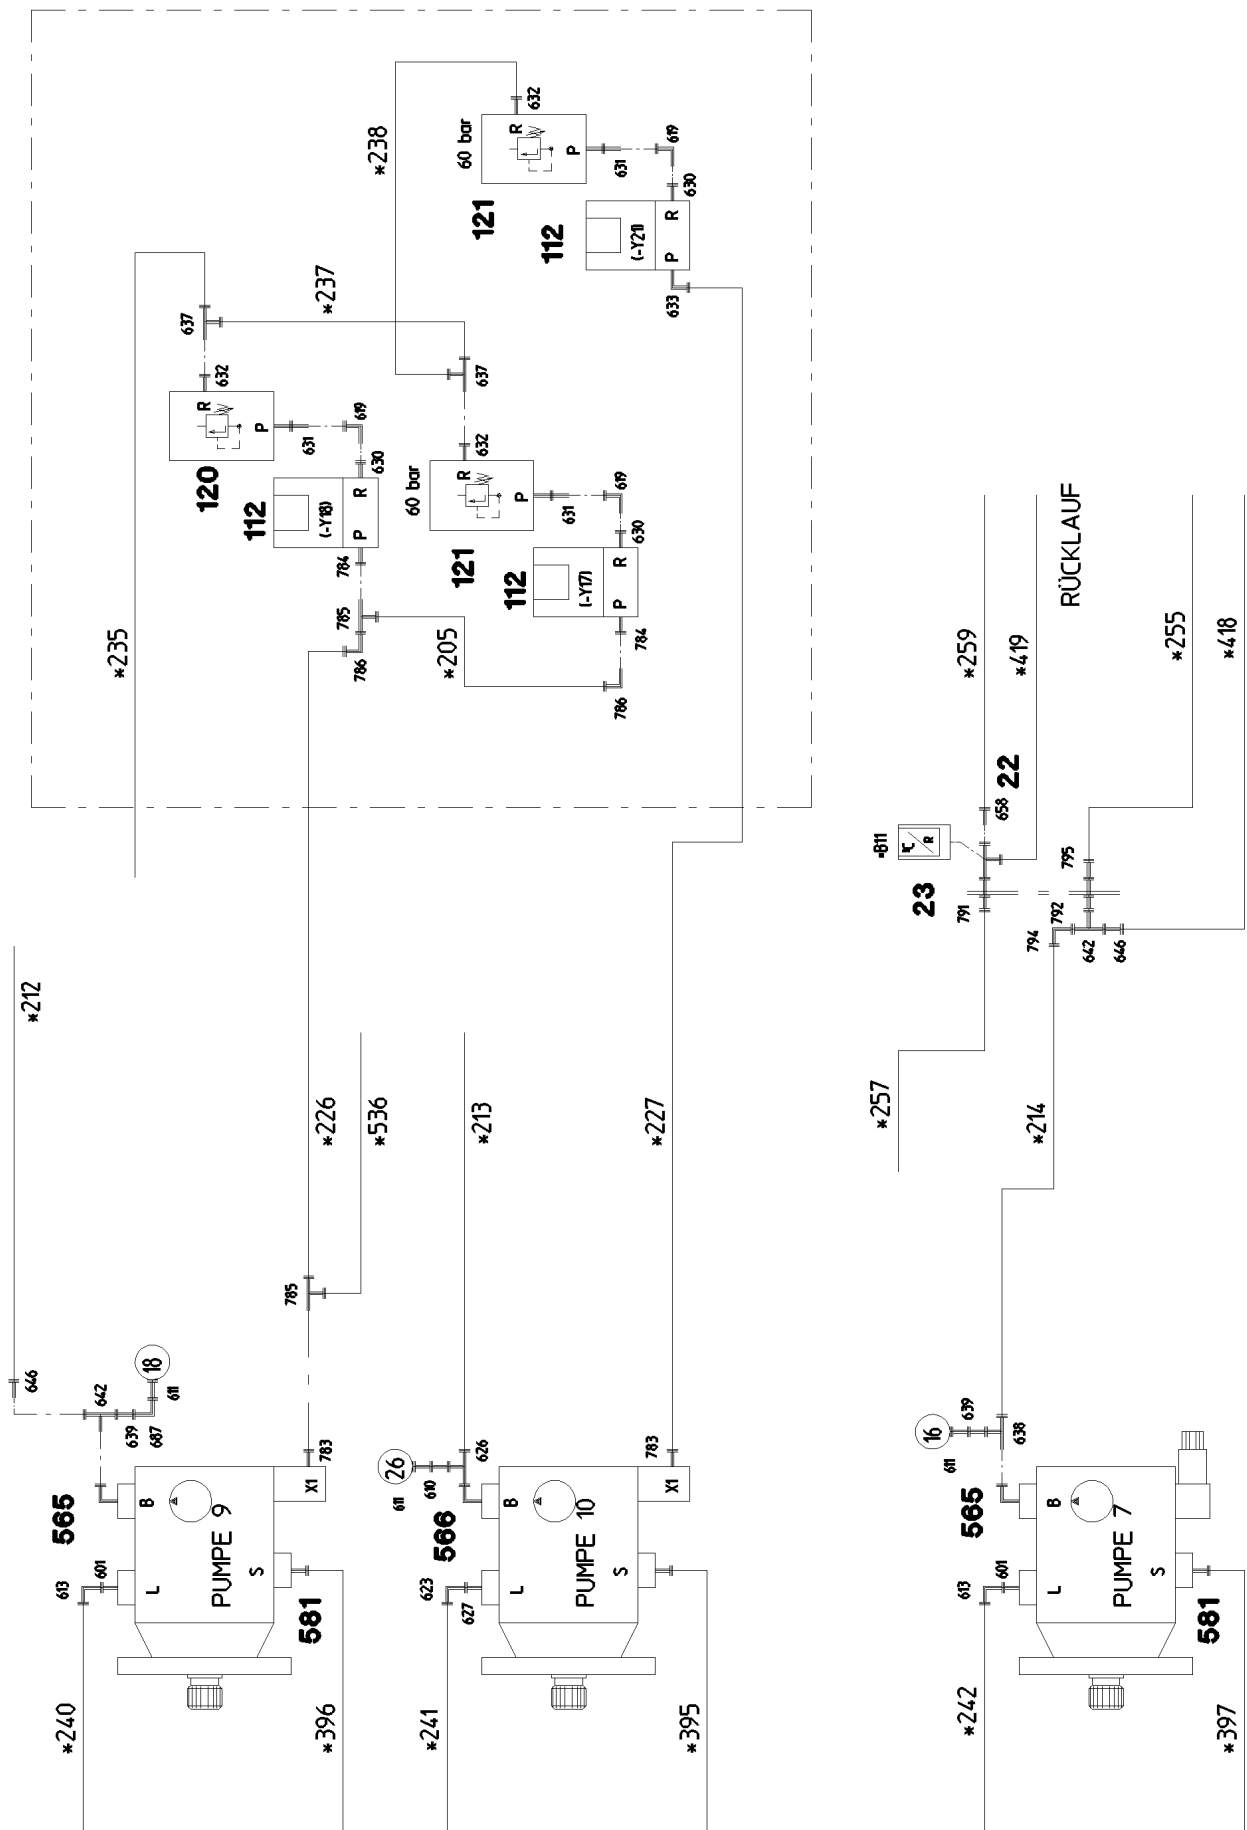 *212
646
18
642
611
639
687
565
B
PUMPE 9
L
S
X1
783
601
613
581
*240
*396
*235
637
632
R
P
120
631
619
630
112
(-Y18)
P
R
784
785
786
*226
*536
785
*205
*237
*238
632
R
P
60 bar
121
631
619
630
112
(-Y21)
P
R
633
637
632
R
P
60 bar
121
631
619
630
112
(-Y17)
P
R
784
786
*213
*227
26
611
610
626
566
B
PUMPE 10
L
S
X1
783
623
627
*241
*395
RÜCKLAUF
*259
*419
*255
*418
22
658
-B11
°C
R
23
791
795
792
794
642
646
*257
*214
16
611
639
638
565
B
PUMPE 7
L
S
601
613
581
*242
*397